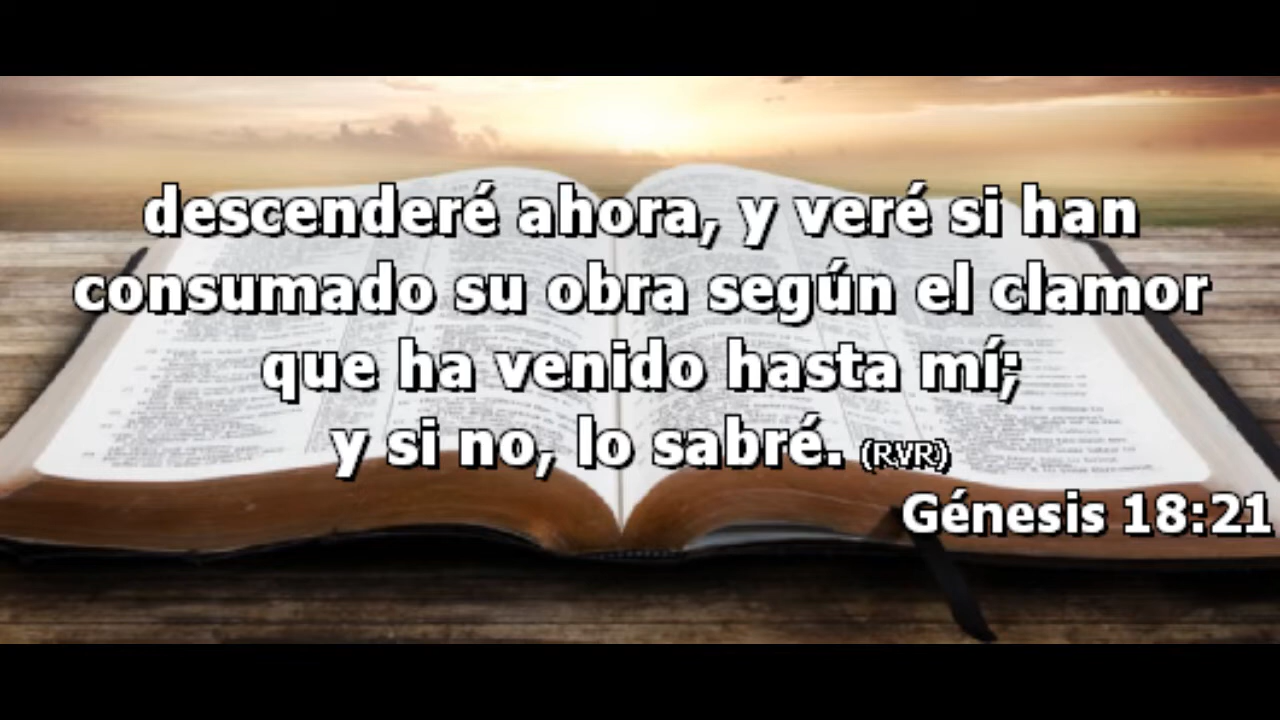 descenderé ahora, y veré si han
consumado su obra según el clamor
que ha venido hasta mí;
y si no, lo sabré. (RVR)
Génesis 18:21